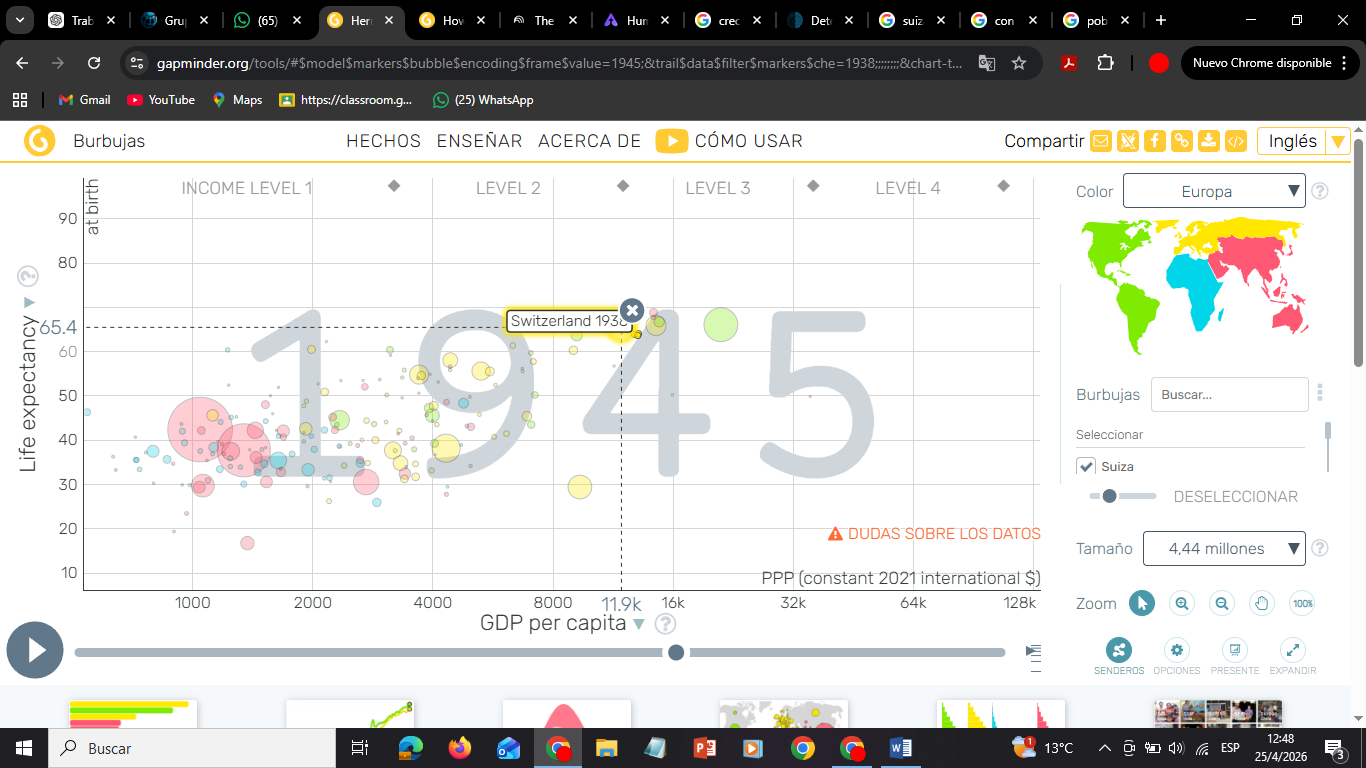 Trab
Gru
(65)
Her
How
The
Hum
crec
Det
suiz
con
pob
gapminder.org/tools/#$model$markers$bubble$encoding$frame$value=1945;&trail$data$filter$markers$che=1938;;;;;;;;&chart-t...
Nuevo Chrome disponible
Gmail
YouTube
Maps
https://classroom.g...
(25) WhatsApp
Burbujas
HECHOS ENSEÑAR ACERCA DE CÓMO USAR
Compartir
Inglés
INCOME LEVEL 1 LEVEL 2 LEVEL 3 LEVEL 4
at birth
Life expectancy
90
80
65.4
60
50
40
30
20
10
1945
Switzerland 1938
DUDAS SOBRE LOS DATOS
PPP (constant 2021 international $)
1000 2000 4000 8000 11.9k 16k 32k 64k 128k
GDP per capita
Color Europa
Burbujas Buscar...
Seleccionar
Suiza
DESELECCIONAR
Tamaño 4,44 millones
Zoom 100%
SENDEROS OPCIONES PRESENTE EXPANDIR
Buscar
13°C
ESP
12:48
25/4/2026
3